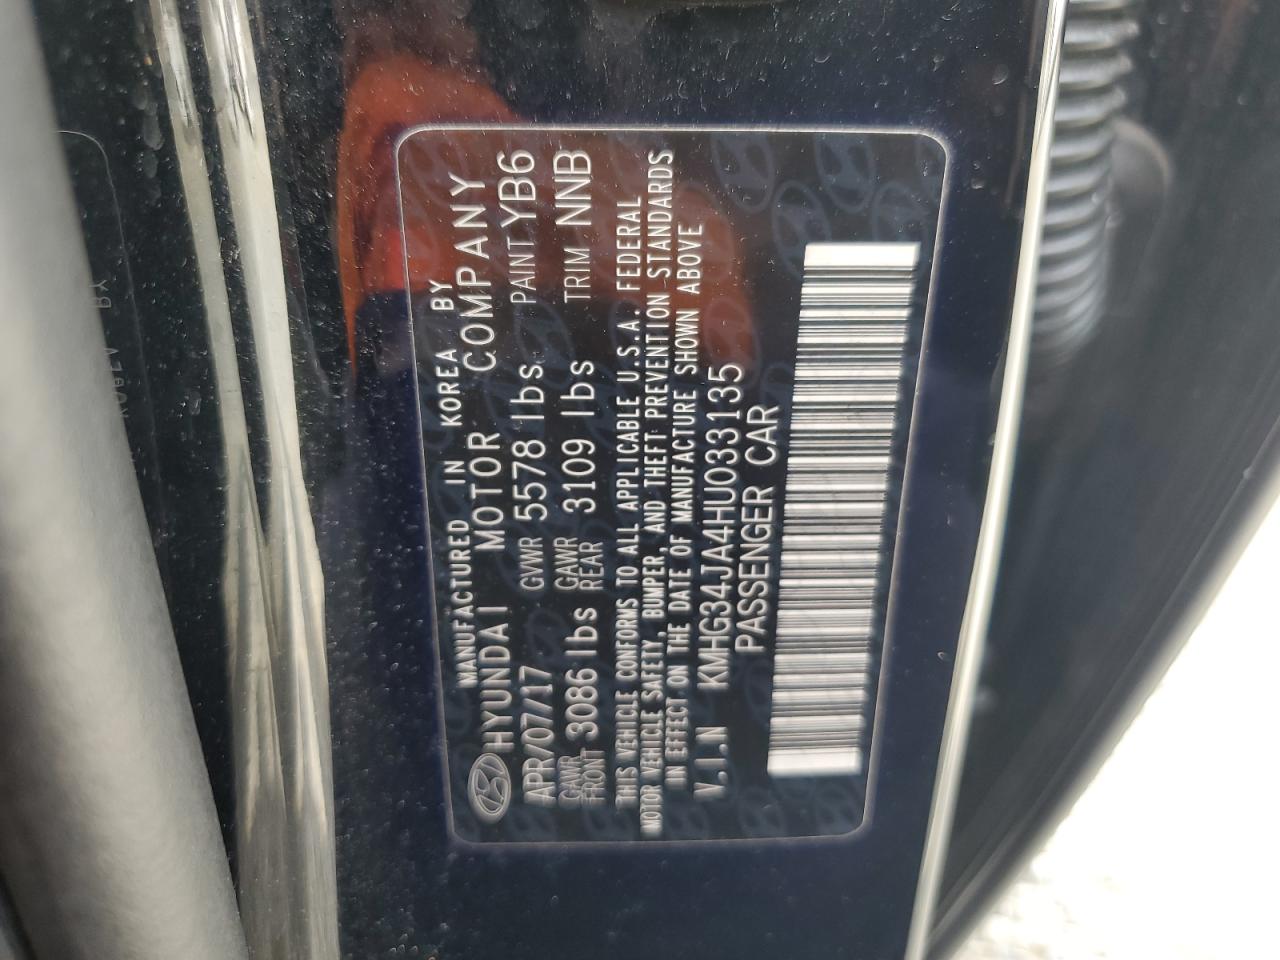 MANUFACTURED IN KOREA BY
HYUNDAI MOTOR COMPANY
APR/07/17 GVWR 5578 lbs. PAINT.YB6
GAWR FRONT 3086 lbs GAWR REAR 3109 lbs TRIM NNB
THIS VEHICLE CONFORMS TO ALL APPLICABLE U.S.A. FEDERAL
MOTOR VEHICLE SAFETY, BUMPER, AND THEFT PREVENTION STANDARDS
IN EFFECT ON THE DATE OF MANUFACTURE SHOWN ABOVE
V.I.N KMHG34JA4HU033135
PASSENGER CAR